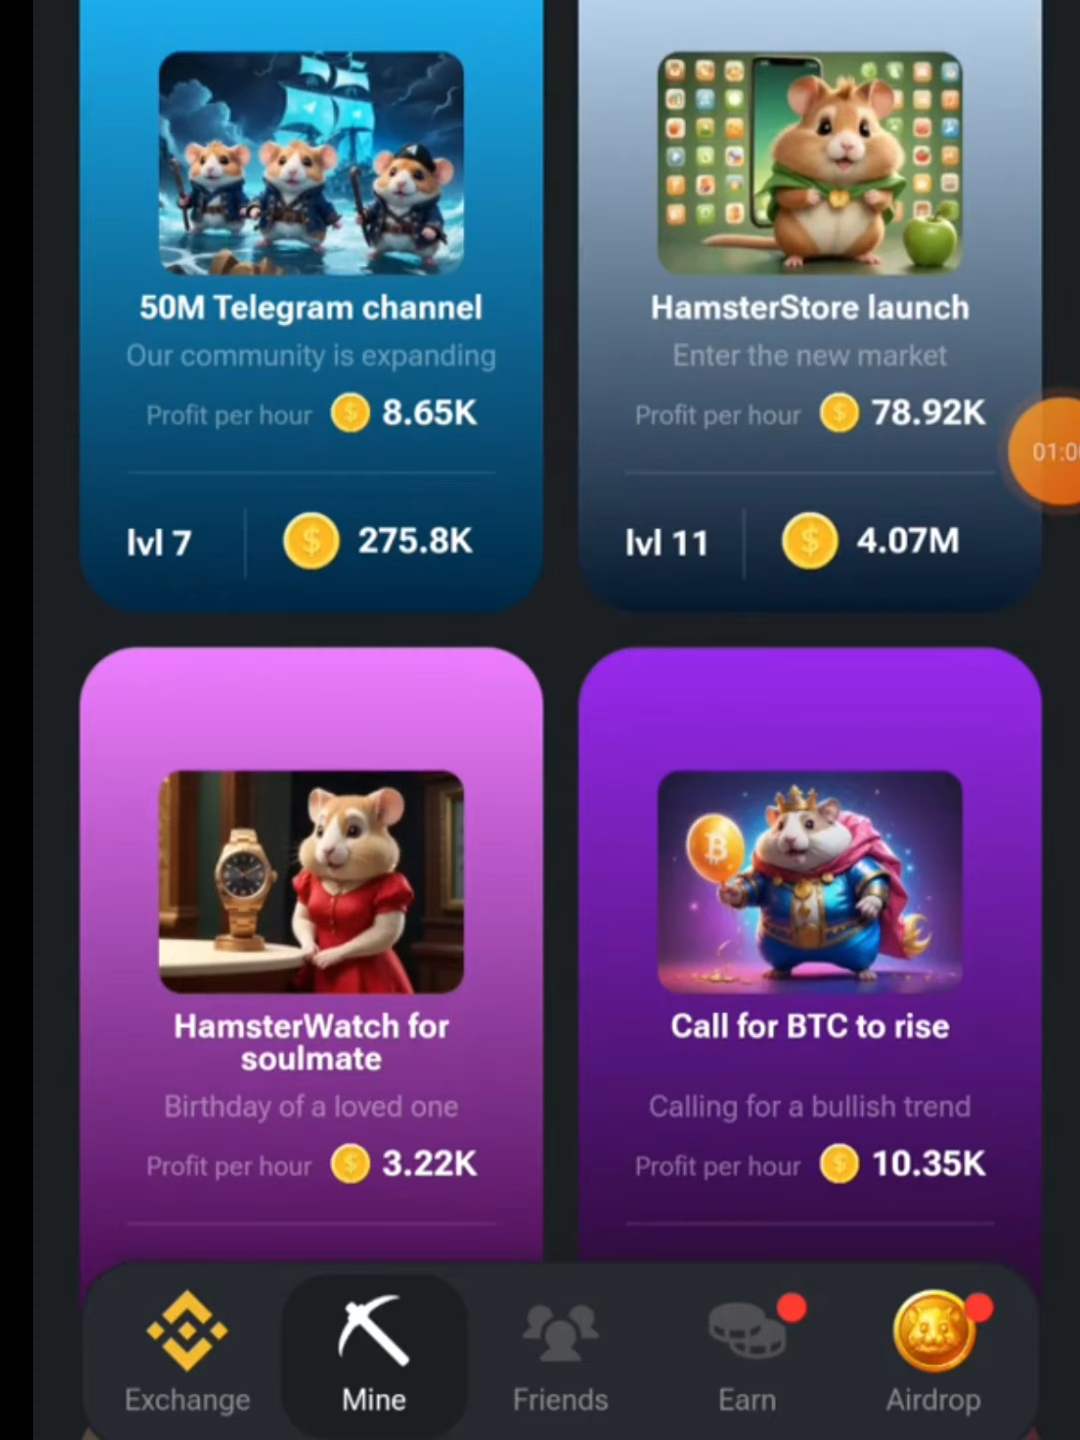 50M Telegram channel
Our community is expanding
Profit per hour 8.65K
lvl 7 275.8K
HamsterStore launch
Enter the new market
Profit per hour 78.92K
lvl 11 4.07M
HamsterWatch for
soulmate
Birthday of a loved one
Profit per hour 3.22K
Call for BTC to rise
Calling for a bullish trend
Profit per hour 10.35K
Exchange
Mine
Friends
Earn
Airdrop